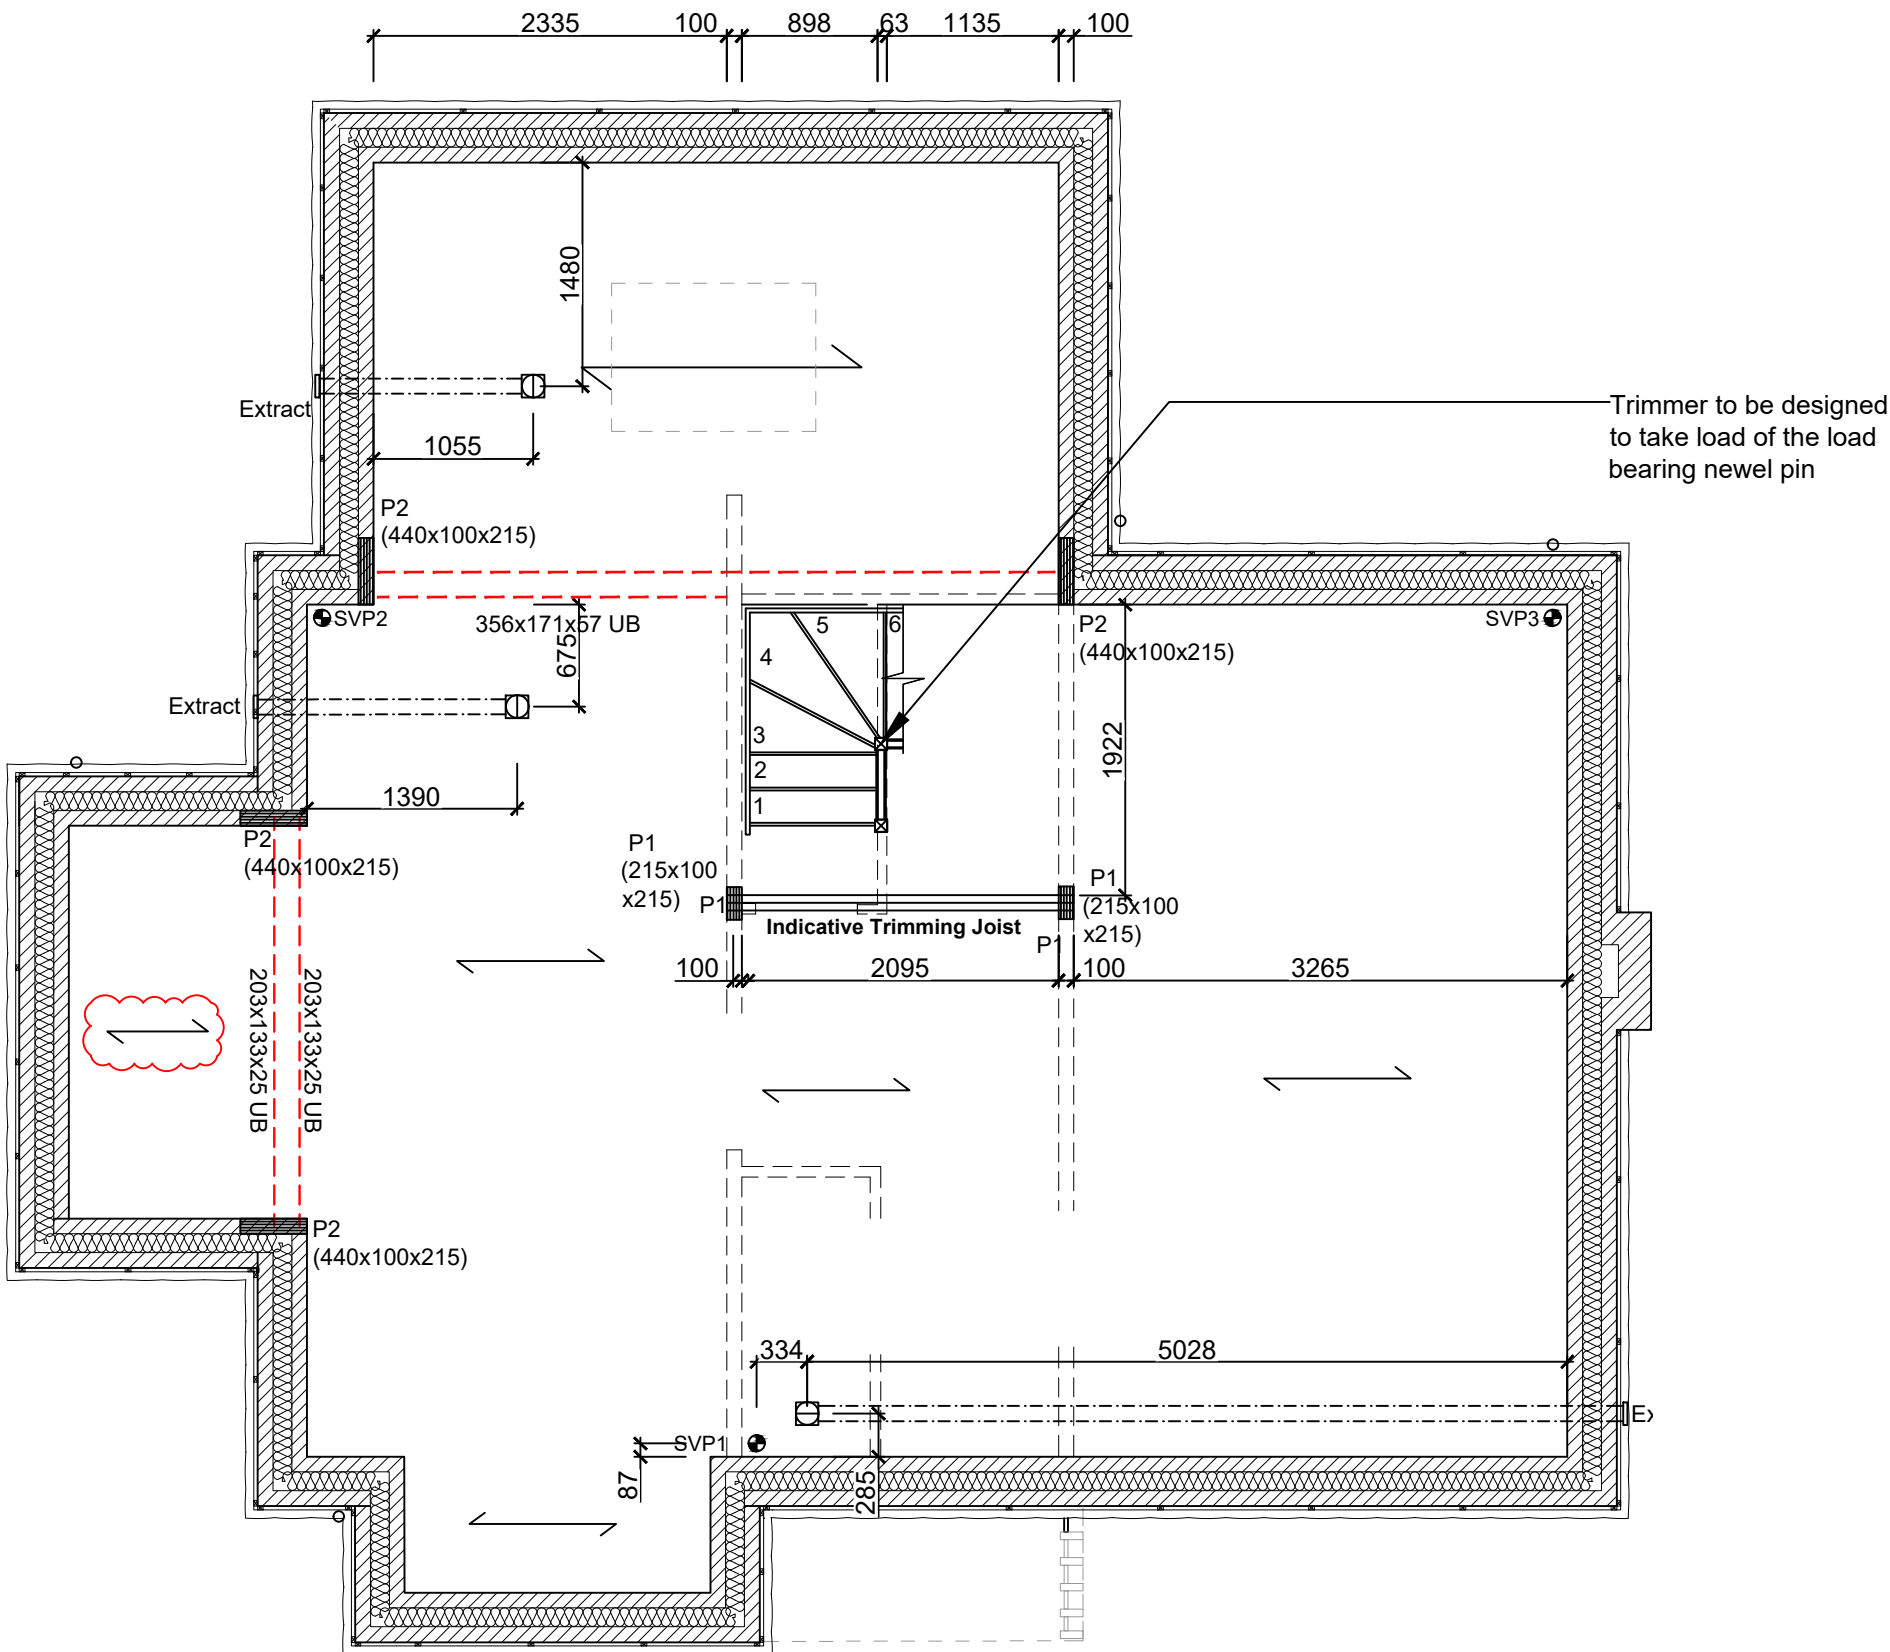 2335 100 898 63 1135 100
1480
Extract
1055
Trimmer to be designed
to take load of the load
bearing newel pin
P2
(440x100x215)
SVP2
356x171x57 UB
675
5
6
4
3
2
1
P2
(440x100x215)
SVP3
Extract
1390
1922
P2
(440x100x215)
P1
(215x100
x215)
P1
P1
(215x100
x215)
P1
Indicative Trimming Joist
100 2095 100 3265
203x133x25 UB
203x133x25 UB
P2
(440x100x215)
334 5028
SVP1
87
285